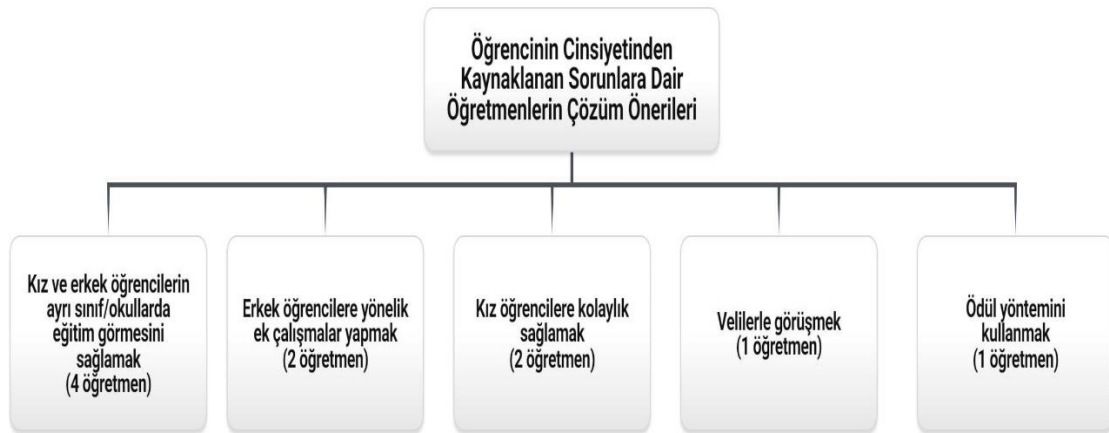 Öğrencinin Cinsiyetinden
Kaynaklanan Sorunlara Dair
Öğretmenlerin Çözüm Önerileri
Kız ve erkek öğrencilerin
ayrı sınıf/okullarda
eğitim görmesini
sağlamak
(4 öğretmen)
Erkek öğrencilere yönelik
ek çalışmalar yapmak
(2 öğretmen)
Kız öğrencilere kolaylık
sağlamak
(2 öğretmen)
Velilerle görüşmek
(1 öğretmen)
Ödül yöntemini
kullanmak
(1 öğretmen)